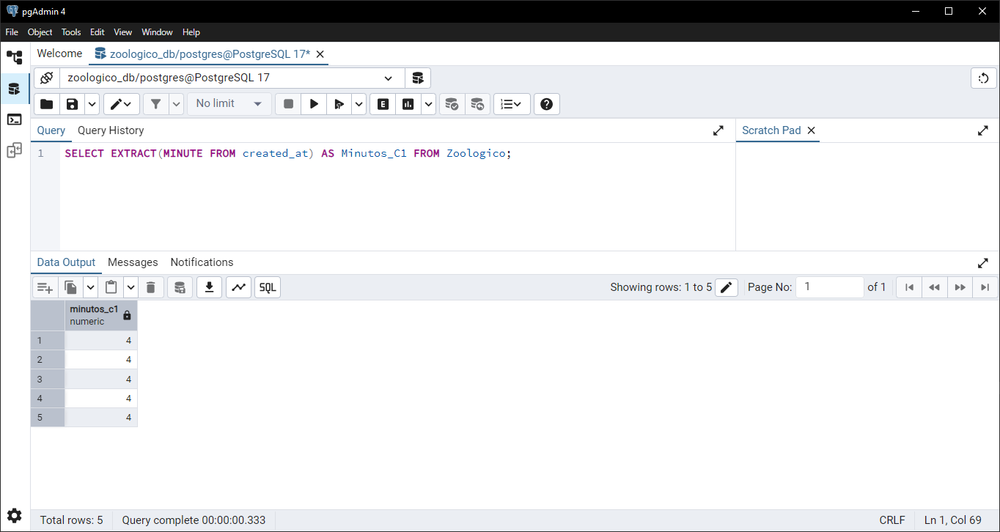 pgAdmin 4
File Object Tools Edit View Window Help
Welcome zoologico_db/postgres@PostgreSQL 17*
zoologico_db/postgres@PostgreSQL 17
No limit
E
Query Query History
Scratch Pad
1 SELECT EXTRACT(MINUTE FROM created_at) AS Minutos_C1 FROM Zoologico;
Data Output Messages Notifications
SQL Showing rows: 1 to 5 Page No: 1 of 1
minutos_c1
numeric
1 4
2 4
3 4
4 4
5 4
Total rows: 5 Query complete 00:00:00.333 CRLF Ln 1, Col 69